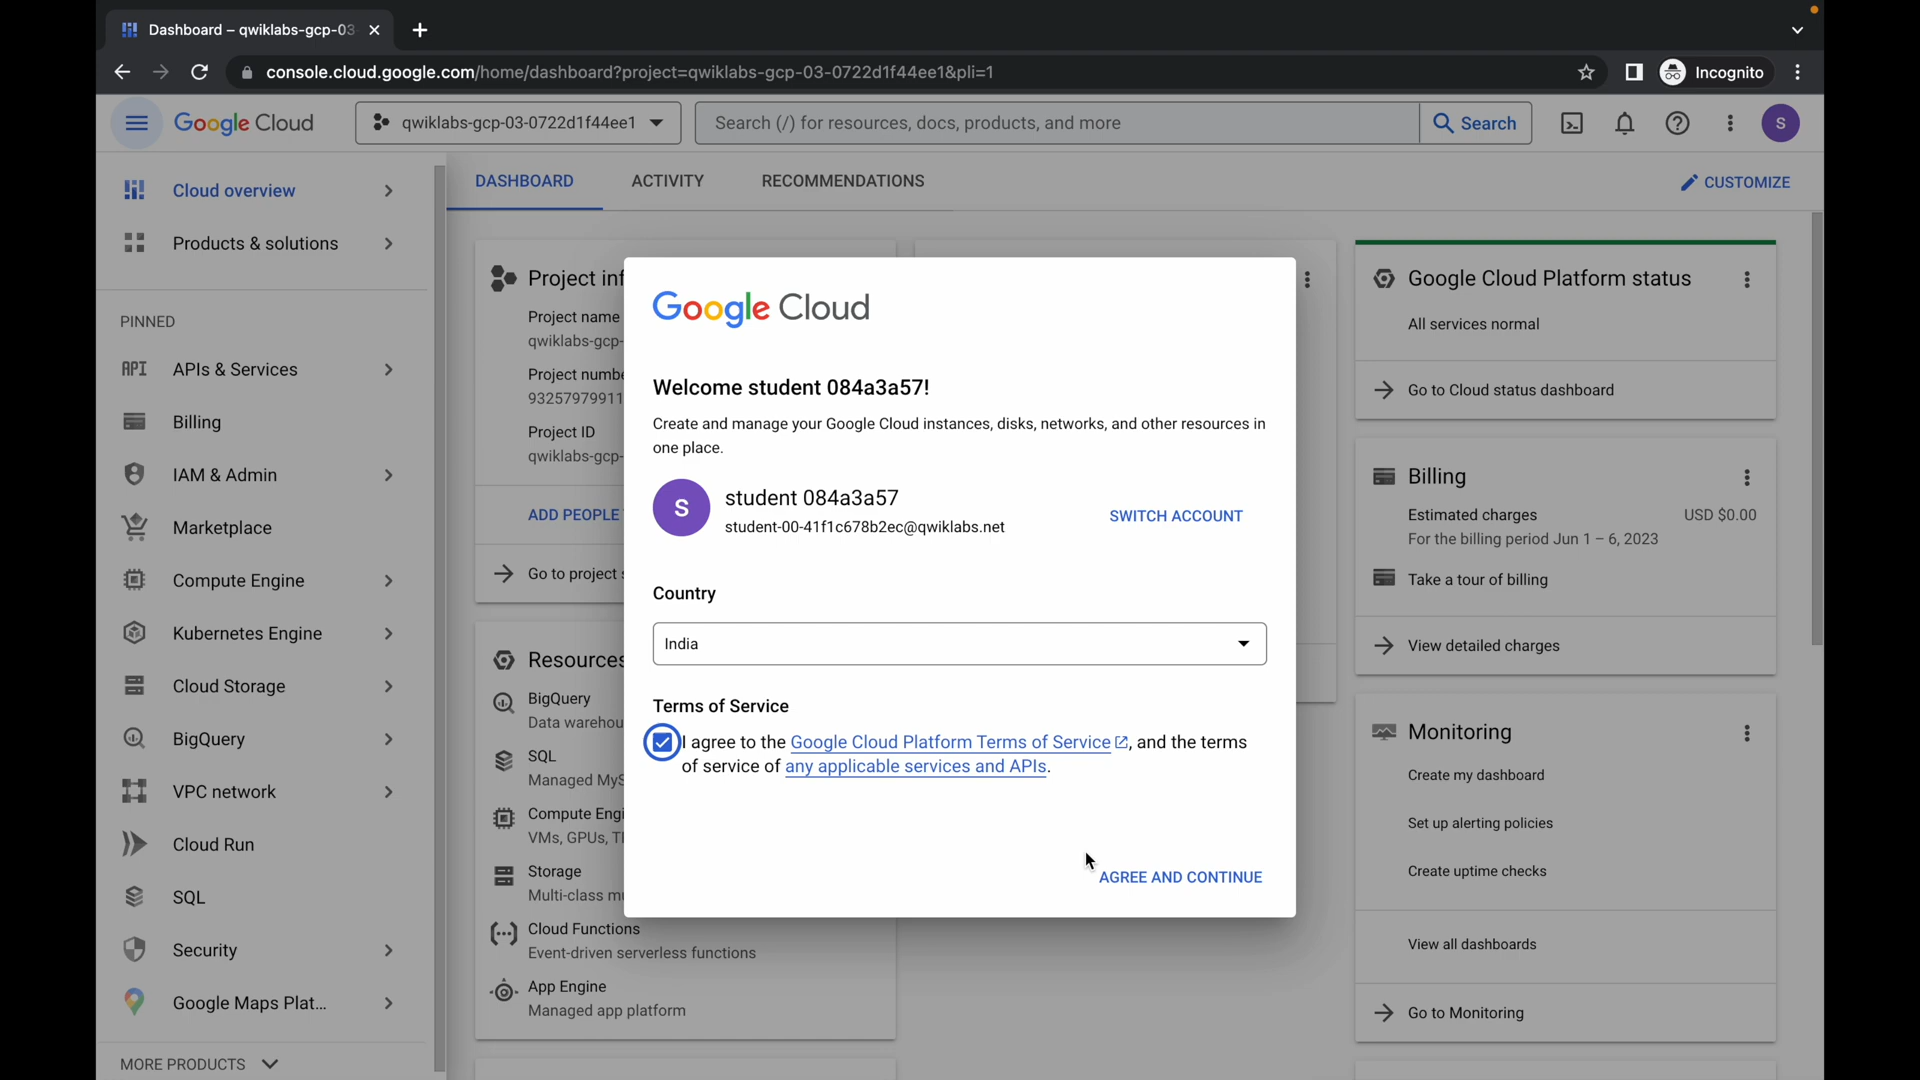 Dashboard – qwiklabs-gcp-03
console.cloud.google.com/home/dashboard?project=qwiklabs-gcp-03-0722d1f44ee1&pli=1
Incognito
Google Cloud
qwiklabs-gcp-03-0722d1f44ee1
Search (/) for resources, docs, products, and more
Search
S
Cloud overview
Products & solutions
PINNED
API
APIs & Services
Billing
IAM & Admin
Marketplace
Compute Engine
Kubernetes Engine
Cloud Storage
BigQuery
VPC network
Cloud Run
SQL
Security
Google Maps Plat...
MORE PRODUCTS
DASHBOARD
ACTIVITY
RECOMMENDATIONS
CUSTOMIZE
Project inf
Project name
qwiklabs-gcp-
Project numbe
93257979911
Project ID
qwiklabs-gcp-
ADD PEOPLE
Go to project s
Resources
BigQuery
Data warehou
SQL
Managed MyS
Compute Engi
VMs, GPUs, T
Storage
Multi-class mu
Cloud Functions
Event-driven serverless functions
App Engine
Managed app platform
Google Cloud
Welcome student 084a3a57!
Create and manage your Google Cloud instances, disks, networks, and other resources in
one place.
S
student 084a3a57
student-00-41f1c678b2ec@qwiklabs.net
SWITCH ACCOUNT
Country
India
Terms of Service
I agree to the Google Cloud Platform Terms of Service, and the terms
of service of any applicable services and APIs.
AGREE AND CONTINUE
Google Cloud Platform status
All services normal
Go to Cloud status dashboard
Billing
Estimated charges USD $0.00
For the billing period Jun 1 – 6, 2023
Take a tour of billing
View detailed charges
Monitoring
Create my dashboard
Set up alerting policies
Create uptime checks
View all dashboards
Go to Monitoring